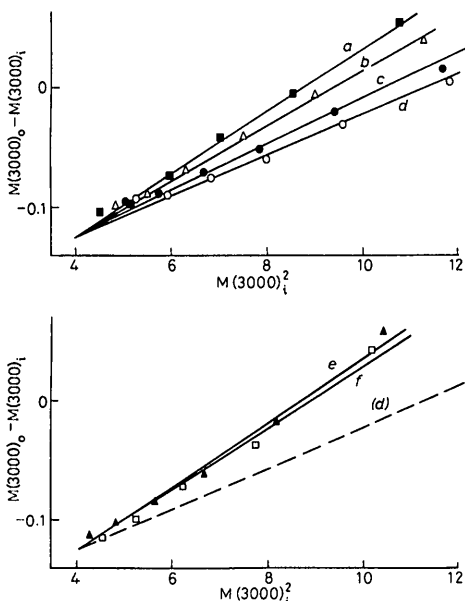 M(3000)o – M(3000)i
0
−0.1
a
b
c
d
4
6
8
10
12
M(3000)i²
M(3000)o – M(3000)i
0
−0.1
e
f
(d)
4
6
8
10
12
M(3000)i²